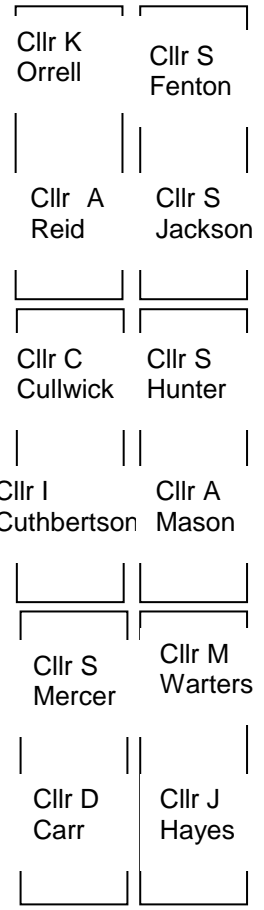 Cllr K
Orrell
Cllr S
Fenton
Cllr A
Reid
Cllr S
Jackson
Cllr C
Cullwick
Cllr S
Hunter
Cllr I
Cuthbertson
Cllr A
Mason
Cllr S
Mercer
Cllr M
Warters
Cllr D
Carr
Cllr J
Hayes